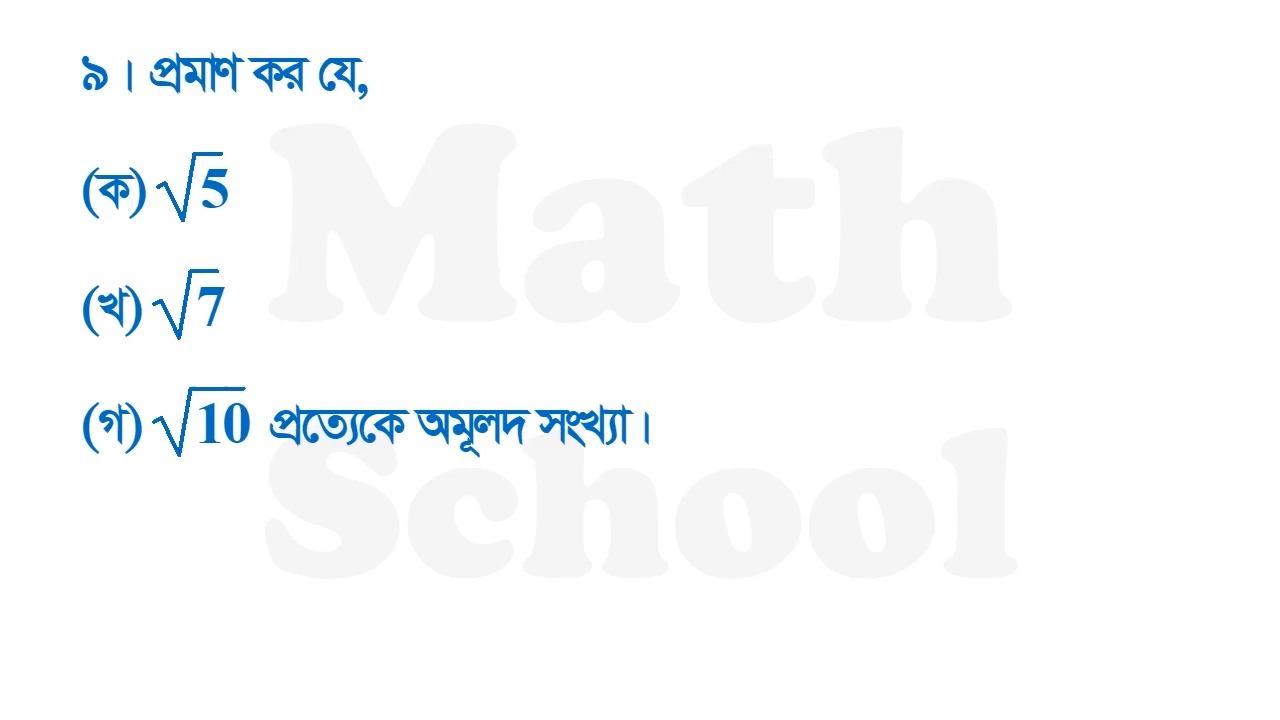 ৯। প্রমাণ কর যে,
(ক) √5
(খ) √7
(গ) √10 প্রত্যেকে অমূলদ সংখ্যা।
Math
School